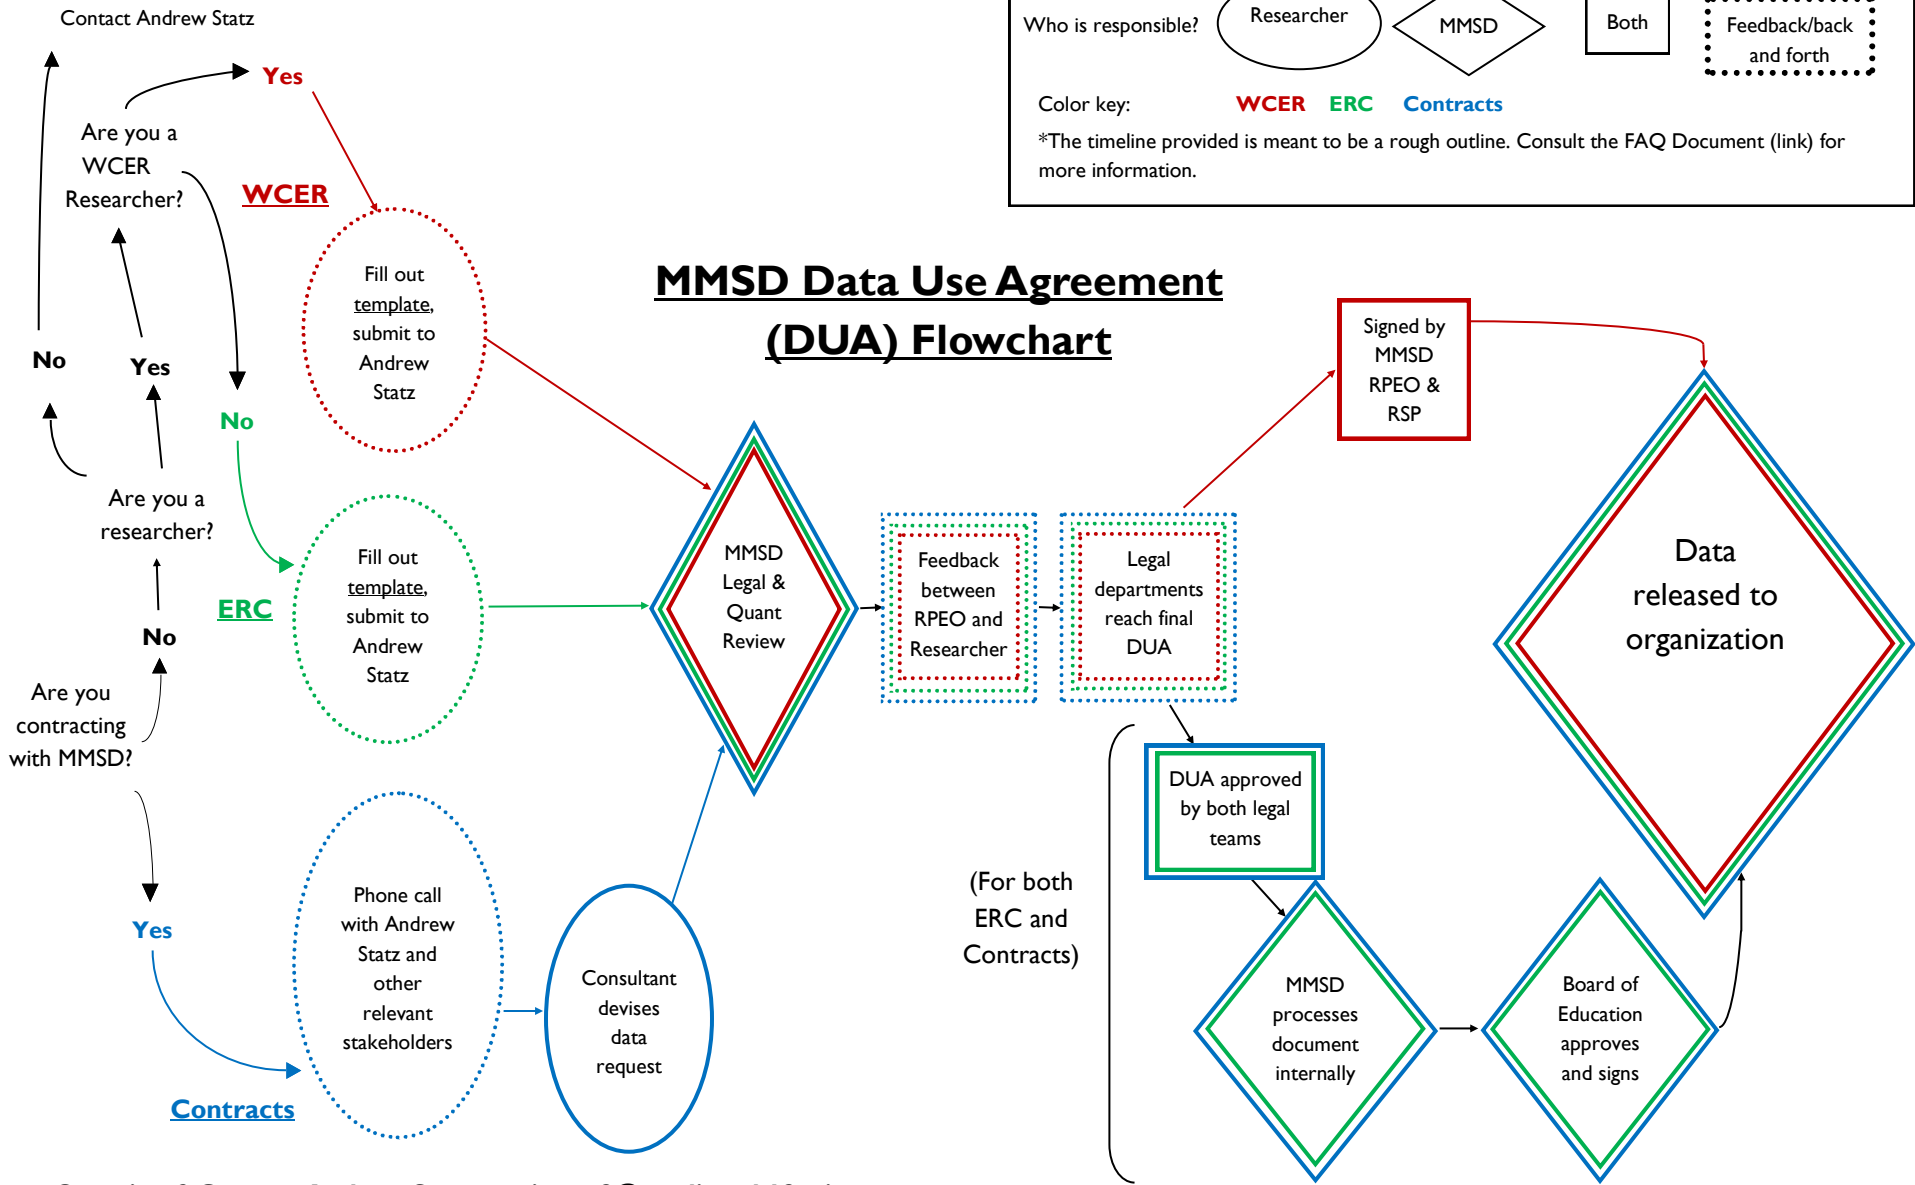 Contact Andrew Statz
Who is responsible?
Researcher
MMSD
Both
Feedback/back
and forth
Color key:
WCER ERC Contracts
*The timeline provided is meant to be a rough outline. Consult the FAQ Document (link) for
more information.
Yes
Are you a
WCER
Researcher?
WCER
MMSD Data Use Agreement
(DUA) Flowchart
Fill out
template,
submit to
Andrew
Statz
No
Yes
No
Are you a
researcher?
ERC
Fill out
template,
submit to
Andrew
Statz
No
Are you
contracting
with MMSD?
Yes
Contracts
Phone call
with Andrew
Statz and
other
relevant
stakeholders
Consultant
devises
data
request
MMSD
Legal &
Quant
Review
Feedback
between
RPEO and
Researcher
Legal
departments
reach final
DUA
Signed by
MMSD
RPEO &
RSP
(For both
ERC and
Contracts)
DUA approved
by both legal
teams
MMSD
processes
document
internally
Board of
Education
approves
and signs
Data
released to
organization